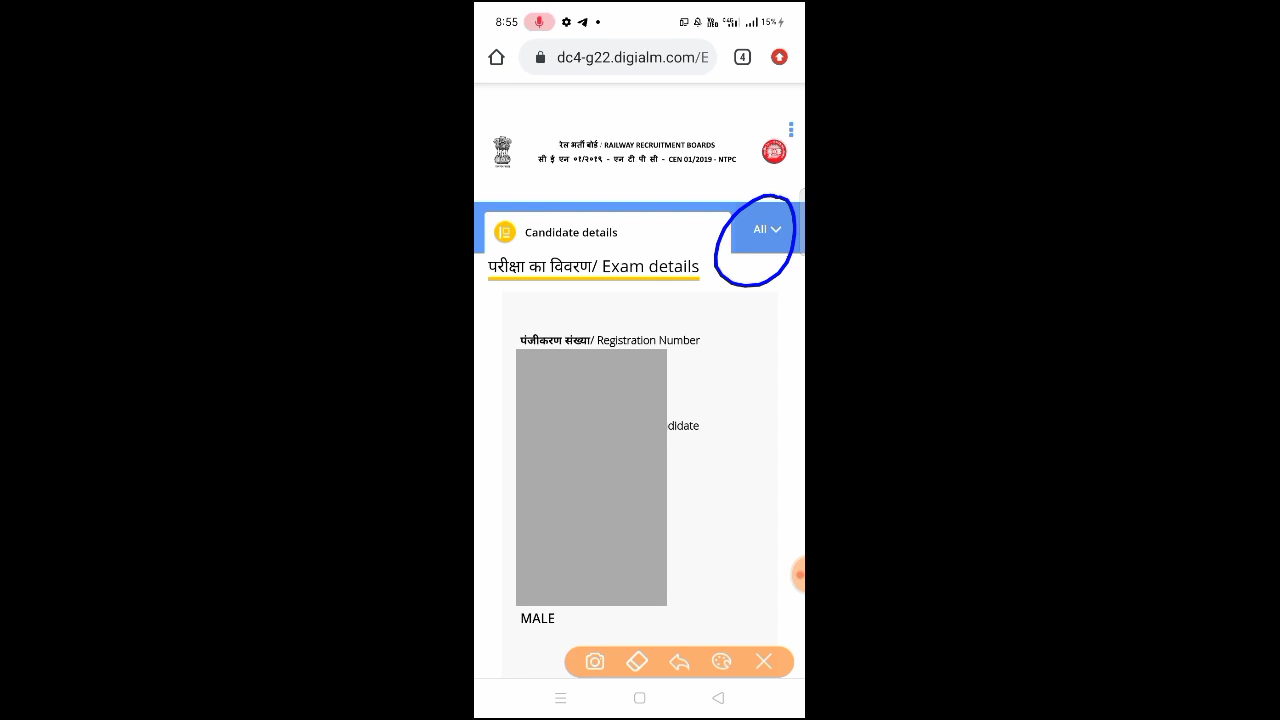 8:55
15%
dc4-g22.digialm.com/E
4
रेल भर्ती बोर्ड / RAILWAY RECRUITMENT BOARDS
सी ई एन ०१/२०१९ - एन टी पी सी - CEN 01/2019 - NTPC
Candidate details
All
परीक्षा का विवरण/ Exam details
पंजीकरण संख्या/ Registration Number
didate
MALE